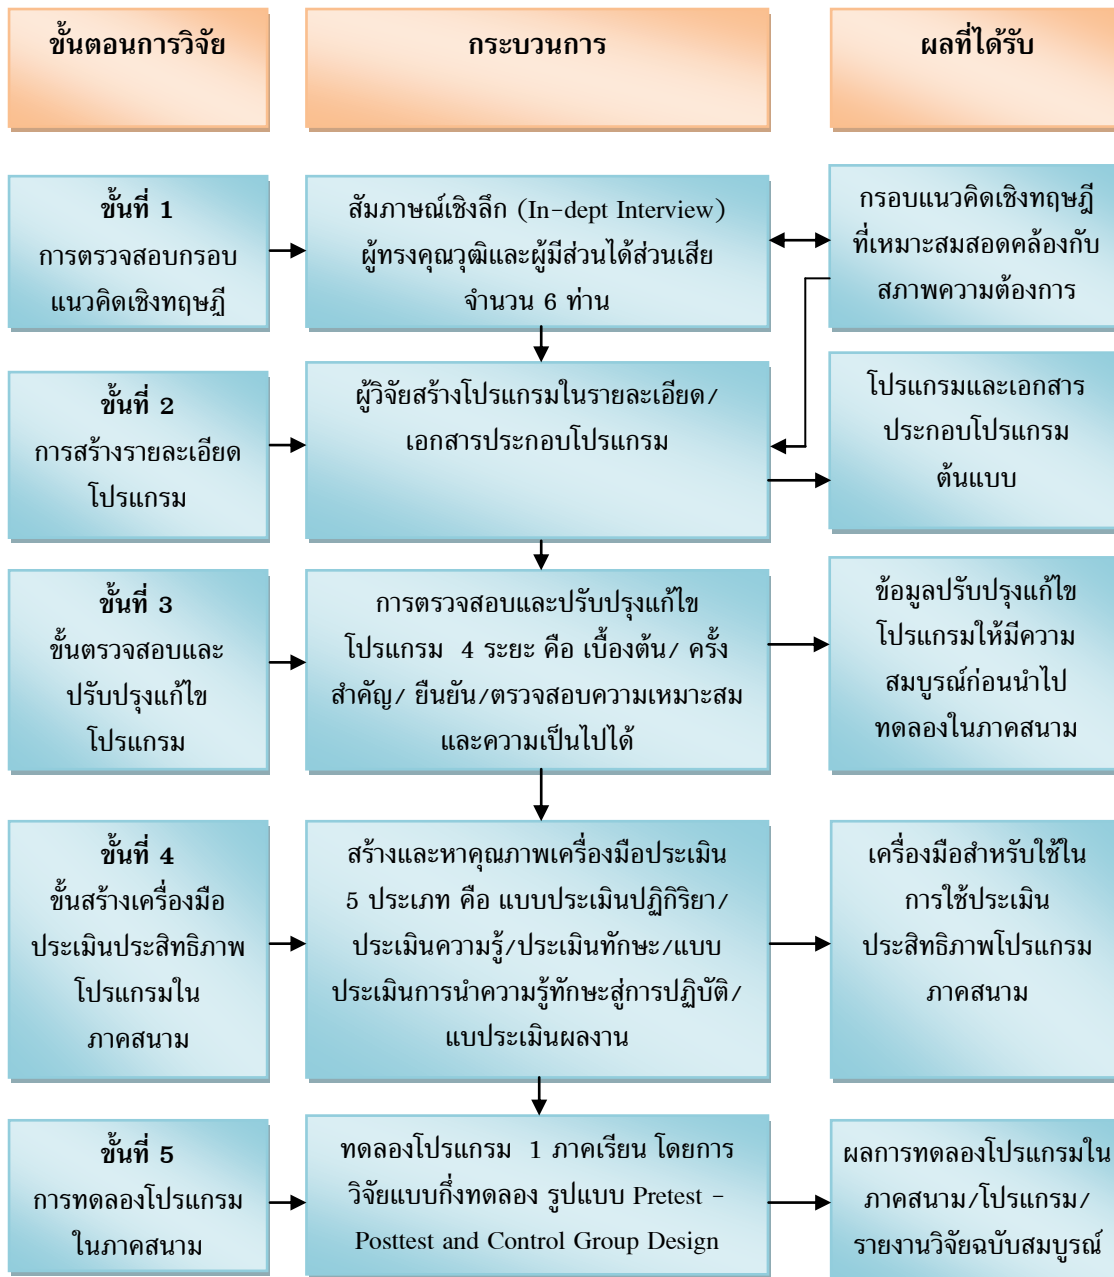 ขั้นตอนการวิจัย
กระบวนการ
ผลที่ได้รับ
ขั้นที่ 1
การตรวจสอบกรอบ
แนวคิดเชิงทฤษฎี
สัมภาษณ์เชิงลึก (In-dept Interview)
ผู้ทรงคุณวุฒิและผู้มีส่วนได้ส่วนเสีย
จำนวน 6 ท่าน
กรอบแนวคิดเชิงทฤษฎี
ที่เหมาะสมสอดคล้องกับ
สภาพความต้องการ
ขั้นที่ 2
การสร้างรายละเอียด
โปรแกรม
ผู้วิจัยสร้างโปรแกรมในรายละเอียด/
เอกสารประกอบโปรแกรม
โปรแกรมและเอกสาร
ประกอบโปรแกรม
ต้นแบบ
ขั้นที่ 3
ขั้นตรวจสอบและ
ปรับปรุงแก้ไข
โปรแกรม
การตรวจสอบและปรับปรุงแก้ไข
โปรแกรม 4 ระยะ คือ เบื้องต้น/ ครั้ง
สำคัญ/ ยืนยัน/ตรวจสอบความเหมาะสม
และความเป็นไปได้
ข้อมูลปรับปรุงแก้ไข
โปรแกรมให้มีความ
สมบูรณ์ก่อนนำไป
ทดลองในภาคสนาม
ขั้นที่ 4
ขั้นสร้างเครื่องมือ
ประเมินประสิทธิภาพ
โปรแกรมใน
ภาคสนาม
สร้างและหาคุณภาพเครื่องมือประเมิน
5 ประเภท คือ แบบประเมินปฏิกิริยา/
ประเมินความรู้/ประเมินทักษะ/แบบ
ประเมินการนำความรู้ทักษะสู่การปฏิบัติ/
แบประเมินผลงาน
เครื่องมือสำหรับใช้ใน
การใช้ประเมิน
ประสิทธิภาพโปรแกรม
ภาคสนาม
ขั้นที่ 5
การทดลองโปรแกรม
ในภาคสนาม
ทดลองโปรแกรม 1 ภาคเรียน โดยการ
วิจัยแบบกึ่งทดลอง รูปแบบ Pretest –
Posttest and Control Group Design
ผลการทดลองโปรแกรมใน
ภาคสนาม/โปรแกรม/
รายงานวิจัยฉบับสมบูรณ์